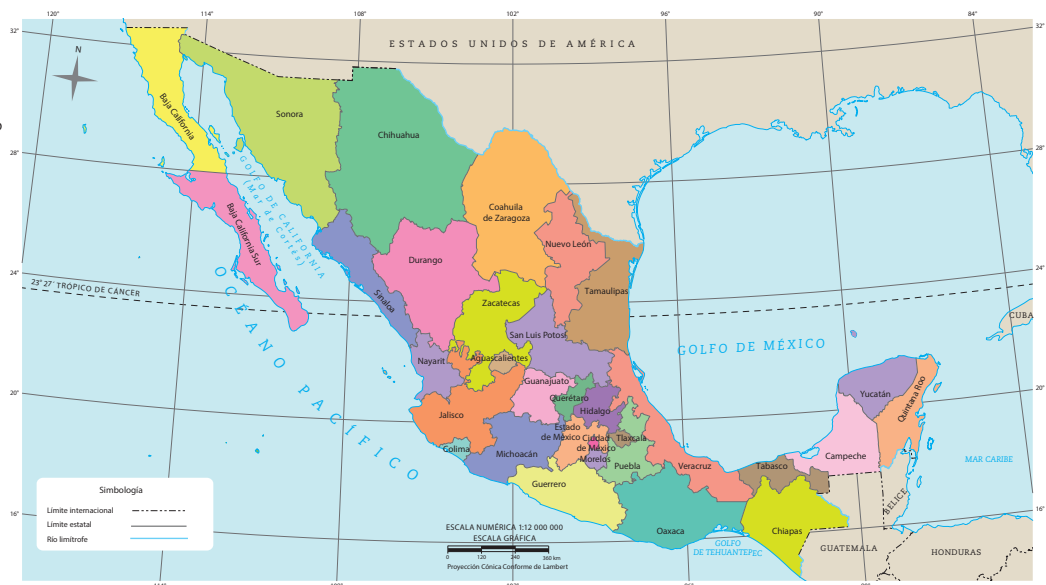 120°
114°
108°
102°
96°
90°
84°
32°
32°
ESTADOS UNIDOS DE AMÉRICA
N
Baja California
Sonora
Chihuahua
28°
28°
GOLFO DE CALIFORNIA
(Mar de Cortés)
Coahuila
de Zaragoza
Baja California Sur
Nuevo León
Durango
24°
24°
23° 27' TRÓPICO DE CÁNCER
Sinaloa
Zacatecas
Tamaulipas
CUBA
San Luis Potosí
GOLFO DE MÉXICO
OCÉANO PACÍFICO
Nayarit
Aguascalientes
Guanajuato
20°
20°
Yucatán
Quintana Roo
Querétaro
Hidalgo
Jalisco
Estado
de México
Ciudad
de México
Tlaxcala
Colima
Michoacán
Morelos
Puebla
Veracruz
Tabasco
Campeche
MAR CARIBE
Guerrero
Simbología
Límite internacional
Límite estatal
Río limítrofe
16°
16°
ESCALA NUMÉRICA 1:12 000 000
ESCALA GRÁFICA
0 120 240 360 km
Proyección Cónica Conforme de Lambert
Oaxaca
Chiapas
BELICE
GOLFO
DE TEHUANTEPEC
GUATEMALA
HONDURAS